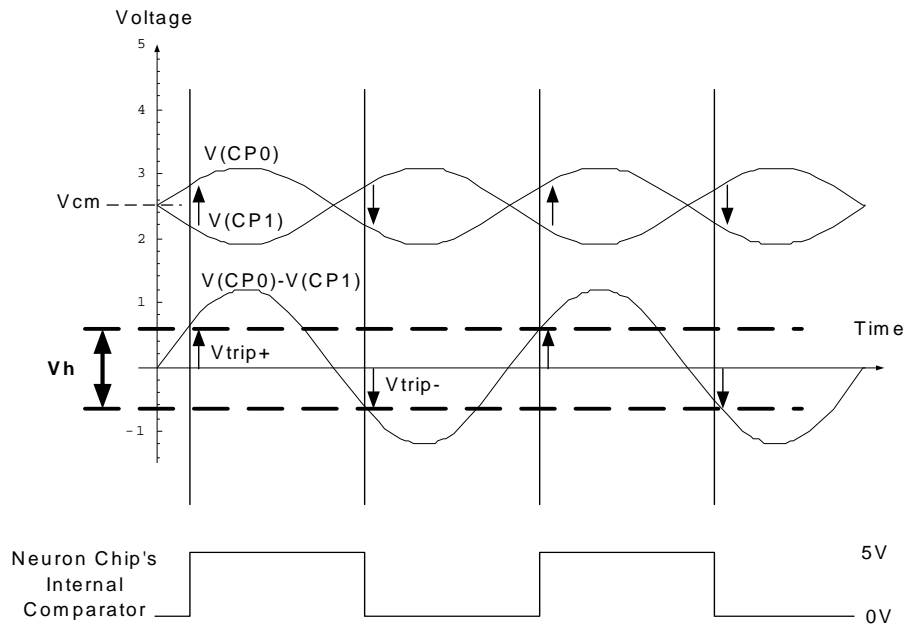 Voltage
5
4
V(CP0)
3
Vcm
V(CP1)
2
V(CP0)-V(CP1)
1
Time
Vtrip+
Vh
Vtrip-
-1
Neuron Chip's
Internal
Comparator
5V
0V